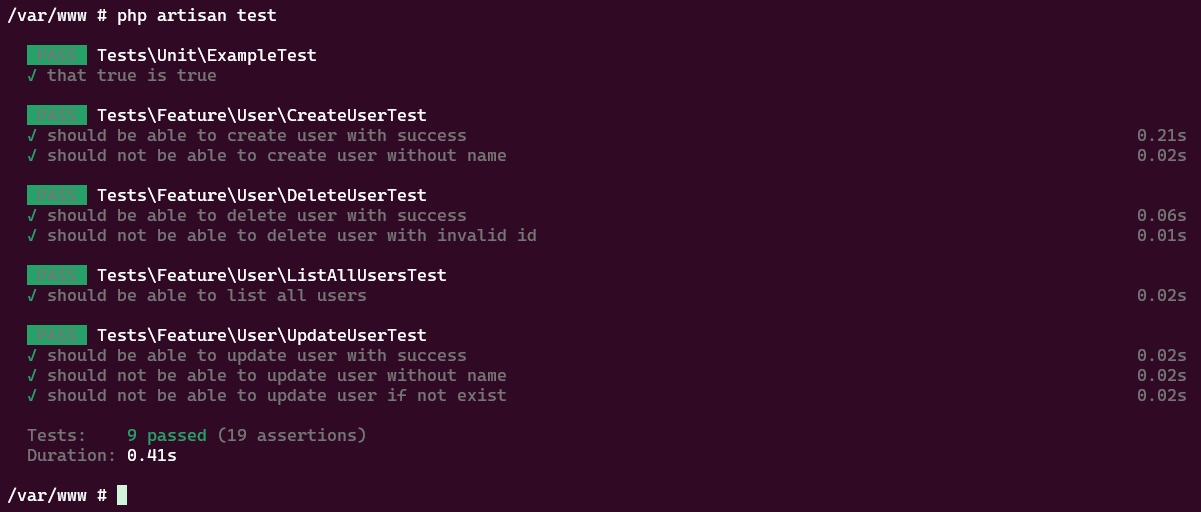 /var/www # php artisan test
PASS Tests\Unit\ExampleTest
✓ that true is true
PASS Tests\Feature\User\CreateUserTest
✓ should be able to create user with success 0.21s
✓ should not be able to create user without name 0.02s
PASS Tests\Feature\User\DeleteUserTest
✓ should be able to delete user with success 0.06s
✓ should not be able to delete user with invalid id 0.01s
PASS Tests\Feature\User\ListAllUsersTest
✓ should be able to list all users 0.02s
PASS Tests\Feature\User\UpdateUserTest
✓ should be able to update user with success 0.02s
✓ should not be able to update user without name 0.02s
✓ should not be able to update user if not exist 0.02s
Tests: 9 passed (19 assertions)
Duration: 0.41s
/var/www #